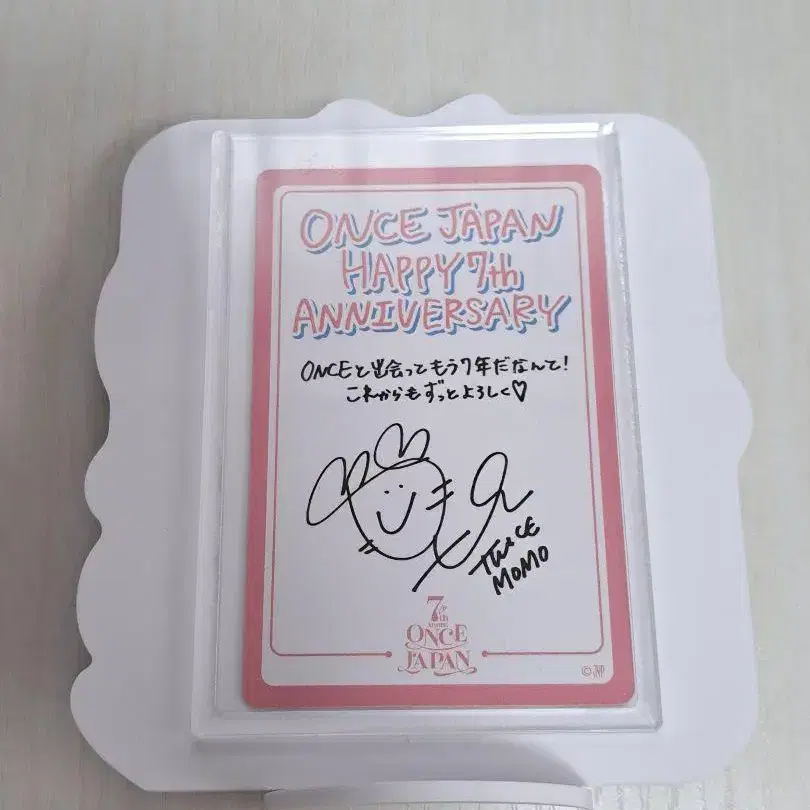 ONCE JAPAN
HAPPY 7th
ANNIVERSARY
ONCEと出会ってもう7年だなんて!
これからもずっとよろしく♡
TWICE
MOMO
7th
ONCE
JAPAN